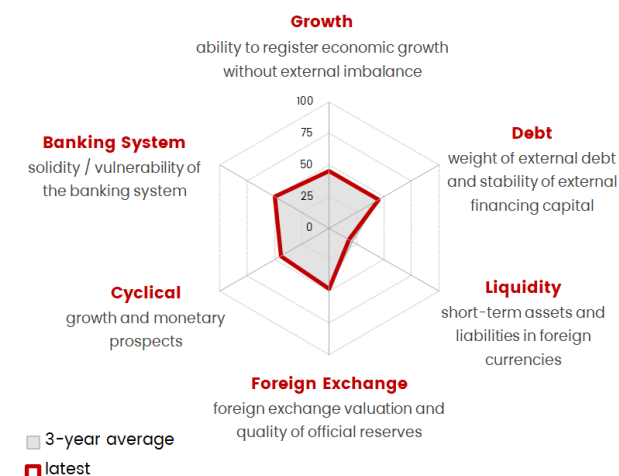 Growth
ability to register economic growth
without external imbalance
100
75
50
25
0
Banking System
solidity / vulnerability of
the banking system
Debt
weight of external debt
and stability of external
financing capital
Cyclical
growth and monetary
prospects
Liquidity
short-term assets and
liabilities in foreign
currencies
Foreign Exchange
foreign exchange valuation and
quality of official reserves
3-year average
latest